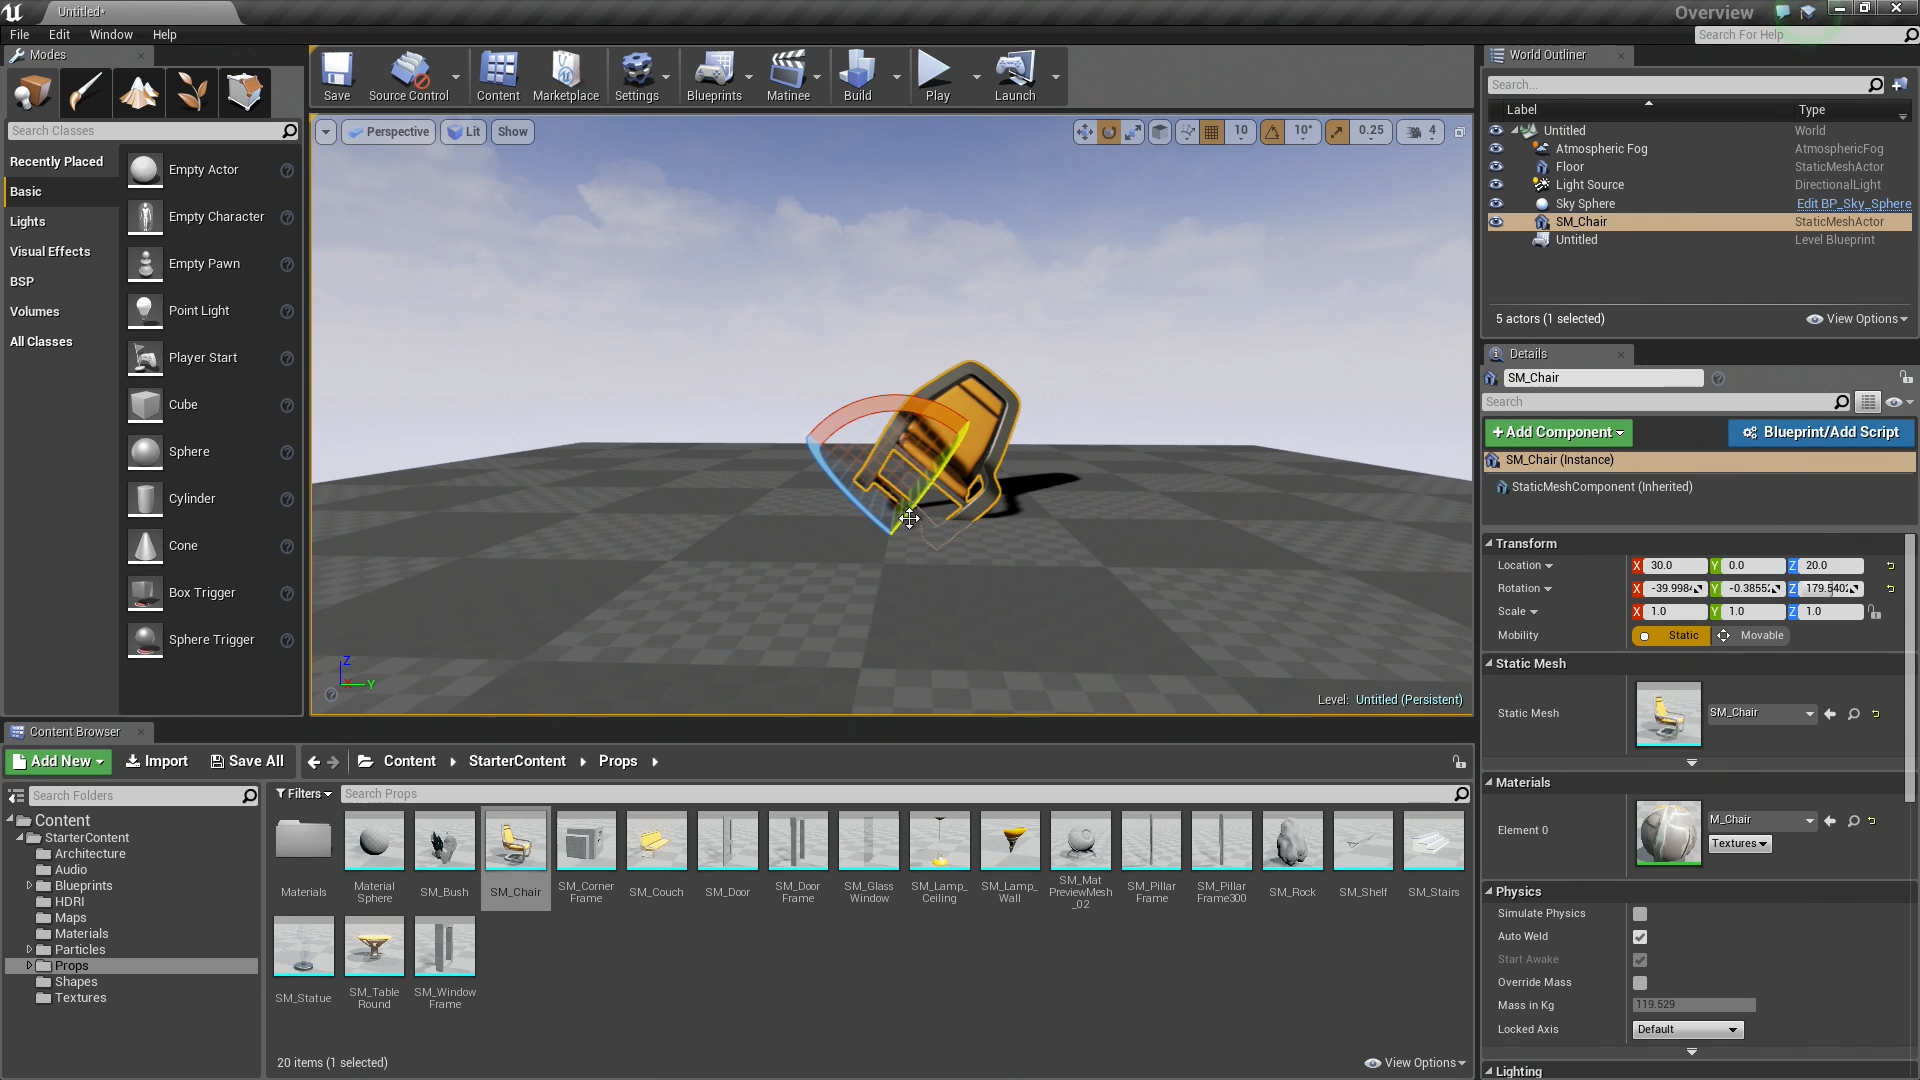 Untitled*
Overview
File Edit Window Help
Search For Help
Modes
Save Source Control Content Marketplace Settings Blueprints Matinee Build Play Launch
World Outliner
Search...
Label Type
Search Classes
Perspective Lit Show
10 10° 0.25 4
Untitled World
Atmospheric Fog AtmosphericFog
Floor StaticMeshActor
Light Source DirectionalLight
Sky Sphere Edit BP_Sky_Sphere
SM_Chair StaticMeshActor
Untitled Level Blueprint
5 actors (1 selected) View Options
Recently Placed
Basic
Lights
Visual Effects
BSP
Volumes
All Classes
Empty Actor
Empty Character
Empty Pawn
Point Light
Player Start
Cube
Sphere
Cylinder
Cone
Box Trigger
Sphere Trigger
Z
X Y
Level: Untitled (Persistent)
Details
SM_Chair
Search
+Add Component Blueprint/Add Script
SM_Chair (Instance)
StaticMeshComponent (Inherited)
Transform
Location X 30.0 Y 0.0 Z 20.0
Rotation X -39.998 Y -0.3855 Z 179.540
Scale X 1.0 Y 1.0 Z 1.0
Mobility Static Movable
Static Mesh
Static Mesh SM_Chair
Materials
Element 0 M_Chair
Textures
Physics
Simulate Physics
Auto Weld
Start Awake
Override Mass
Mass in Kg 119.529
Locked Axis Default
Lighting
Content Browser
Add New Import Save All Content StarterContent Props
Search Folders
Filters Search Props
Content
StarterContent
Architecture
Audio
Blueprints
HDRI
Maps
Materials
Particles
Props
Shapes
Textures
Materials
Material Sphere
SM_Bush
SM_Chair
SM_Corner Frame
SM_Couch
SM_Door
SM_Door Frame
SM_Glass Window
SM_Lamp_ Ceiling
SM_Lamp_ Wall
SM_Mat PreviewMesh _02
SM_Pillar Frame
SM_Pillar Frame300
SM_Rock
SM_Shelf
SM_Stairs
SM_Statue
SM_Table Round
SM_Window Frame
20 items (1 selected) View Options